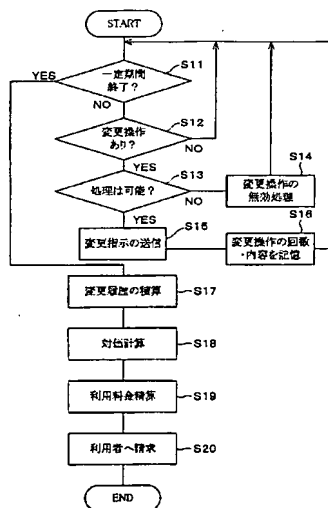 START
一定期間
終了?
S11
YES
NO
変更操作
あり?
S12
NO
YES
処理は可能?
S13
NO
変更操作の
無効処理
S14
YES
変更指示の送信
S15
変更操作の回数
・内容を記憶
S16
変更履歴の積算
S17
対価計算
S18
利用料金積算
S19
利用者へ請求
S20
END